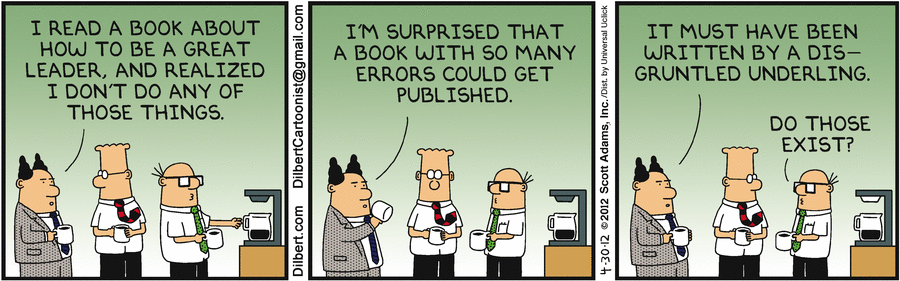 I READ A BOOK ABOUT
HOW TO BE A GREAT
LEADER, AND REALIZED
I DON'T DO ANY OF
THOSE THINGS.
Dilbert.com DilbertCartoonist@gmail.com
I'M SURPRISED THAT
A BOOK WITH SO MANY
ERRORS COULD GET
PUBLISHED.
4-30-12 © 2012 Scott Adams, Inc. /Dist. by Universal Uclick
IT MUST HAVE BEEN
WRITTEN BY A DIS-
GRUNTLED UNDERLING.
DO THOSE
EXIST?